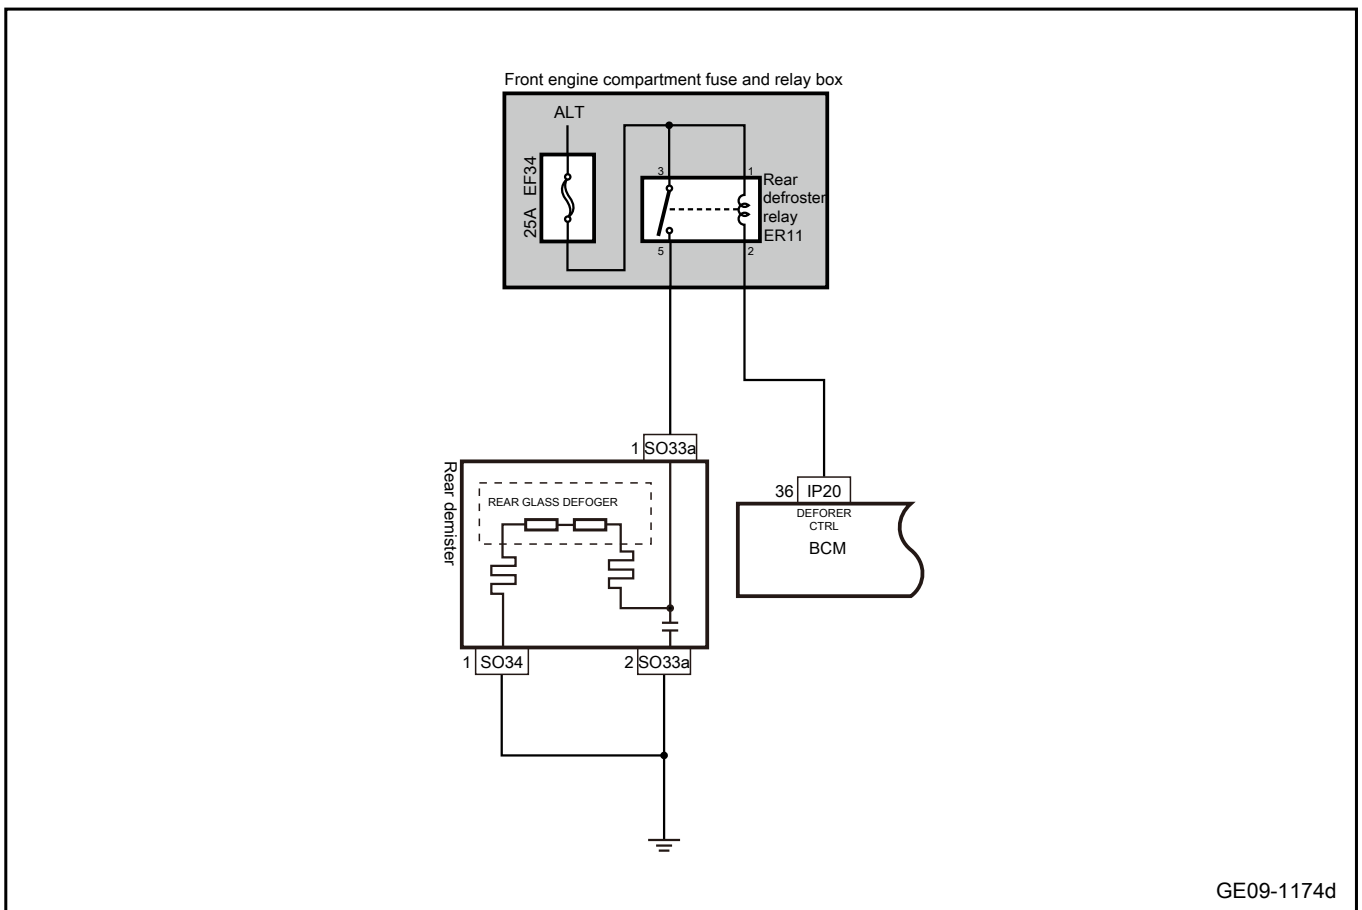 Front engine compartment fuse and relay box
ALT
25A EF34
3
1
Rear
defroster
relay
ER11
5
2
1 SO33a
Rear demister
REAR GLASS DEFOGER
36 IP20
DEFORER
CTRL
BCM
1 SO34
2 SO33a
GE09-1174d